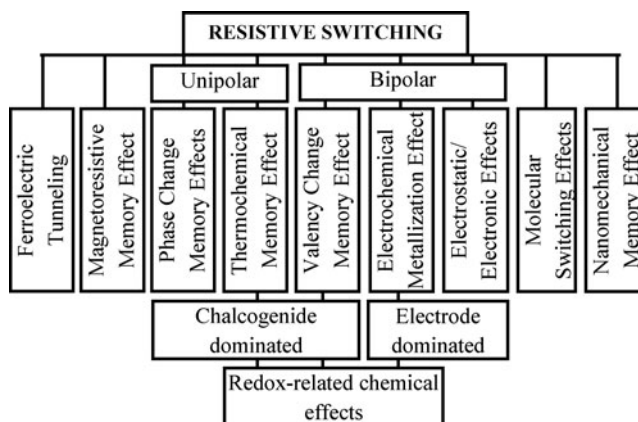 RESISTIVE SWITCHING
Unipolar
Bipolar
Ferroelectric
Tunneling
Magnetoresistive
Memory Effect
Phase Change
Memory Effects
Thermochemical
Memory Effect
Valency Change
Memory Effect
Electrochemical
Metallization Effect
Electrostatic/
Electronic Effects
Molecular
Switching Effects
Nanomechanical
Memory Effect
Chalcogenide
dominated
Electrode
dominated
Redox-related chemical
effects